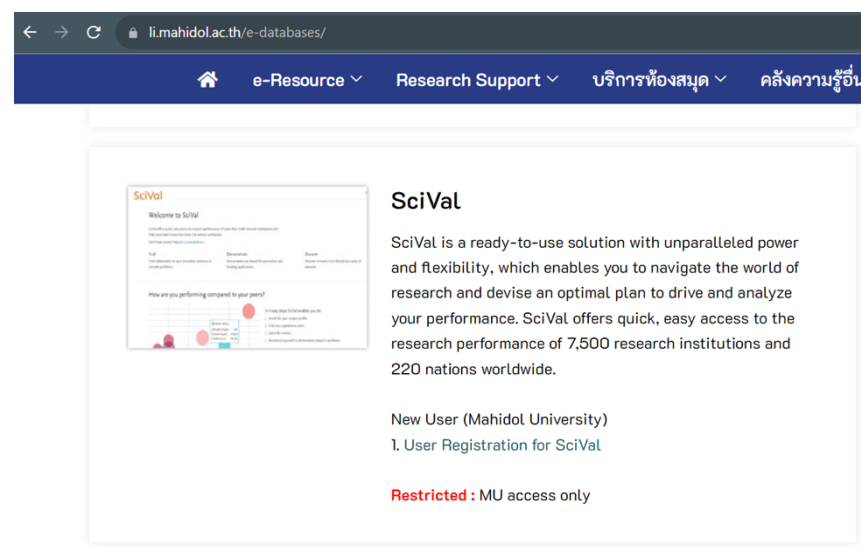 li.mahidol.ac.th/e-databases/
e-Resource
Research Support
บริการห้องสมุด
คลังความรู้อื่น
SciVal
Welcome to SciVal
Visit
Demonstrate
Discover
How are you performing compared to your peers?
SciVal
SciVal is a ready-to-use solution with unparalleled power
and flexibility, which enables you to navigate the world of
research and devise an optimal plan to drive and analyze
your performance. SciVal offers quick, easy access to the
research performance of 7,500 research institutions and
220 nations worldwide.
New User (Mahidol University)
1. User Registration for SciVal
Restricted : MU access only